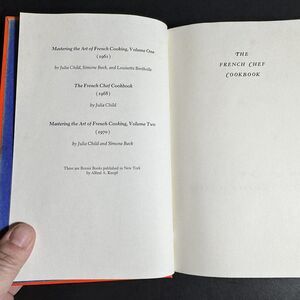 Mastering the Art of French Cooking, Volume One
(1961)
by Julia Child, Simone Beck, and Louisette Bertholle
The French Chef Cookbook
(1968)
by Julia Child
Mastering the Art of French Cooking, Volume Two
(1970)
by Julia Child and Simone Beck
These are Borzoi Books published in New York
by Alfred A. Knopf
THE
FRENCH CHEF
COOKBOOK